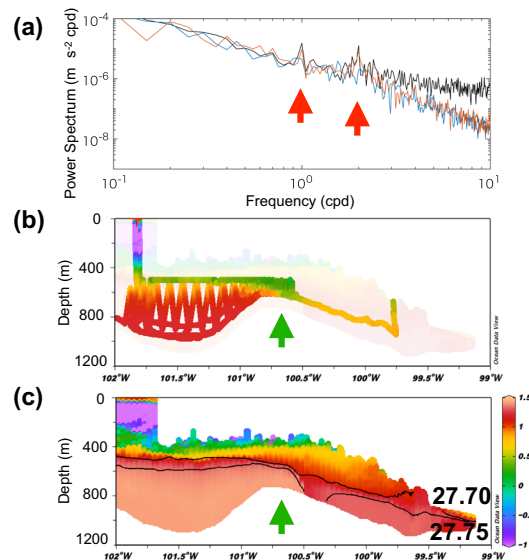 (a)
Power Spectrum (m s-2 cpd)
10-4
10-6
10-8
10-1
100
101
Frequency (cpd)
(b)
Depth (m)
0
400
800
1200
102°W
101.5°W
101°W
100.5°W
100°W
99.5°W
99°W
Ocean Data View
(c)
Depth (m)
0
400
800
1200
27.70
27.75
102°W
101.5°W
101°W
100.5°W
100°W
99.5°W
99°W
Ocean Data View
1.5
1
0.5
0
-0.5
-1